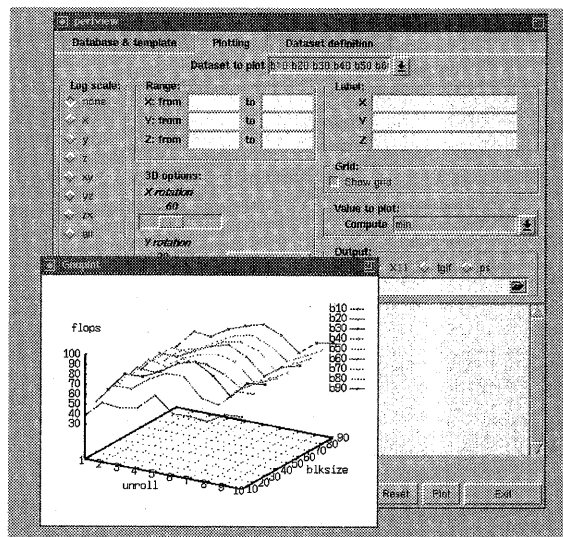 perfview
Database & template Plotting Dataset definition
Dataset to plot b10 b20 b30 b40 b50 b6
Log scale: Range: Label:
none X: from to X
x Y: from to Y
y Z: from to Z
z
xy 3D options: Grid:
yz X rotation Show grid
zx 60 Value to plot:
all Compute min
Y rotation Output:
X11 tgif ps
Gnuplot
flops
b10
b20
b30
b40
b50
b60
b70
b80
b90
100
90
80
70
60
50
40
30
1 2 3 4 5 6 7 8 9 10
unroll
10 20 30 40 50 60 70 80 90
blksize
Reset Plot Exit